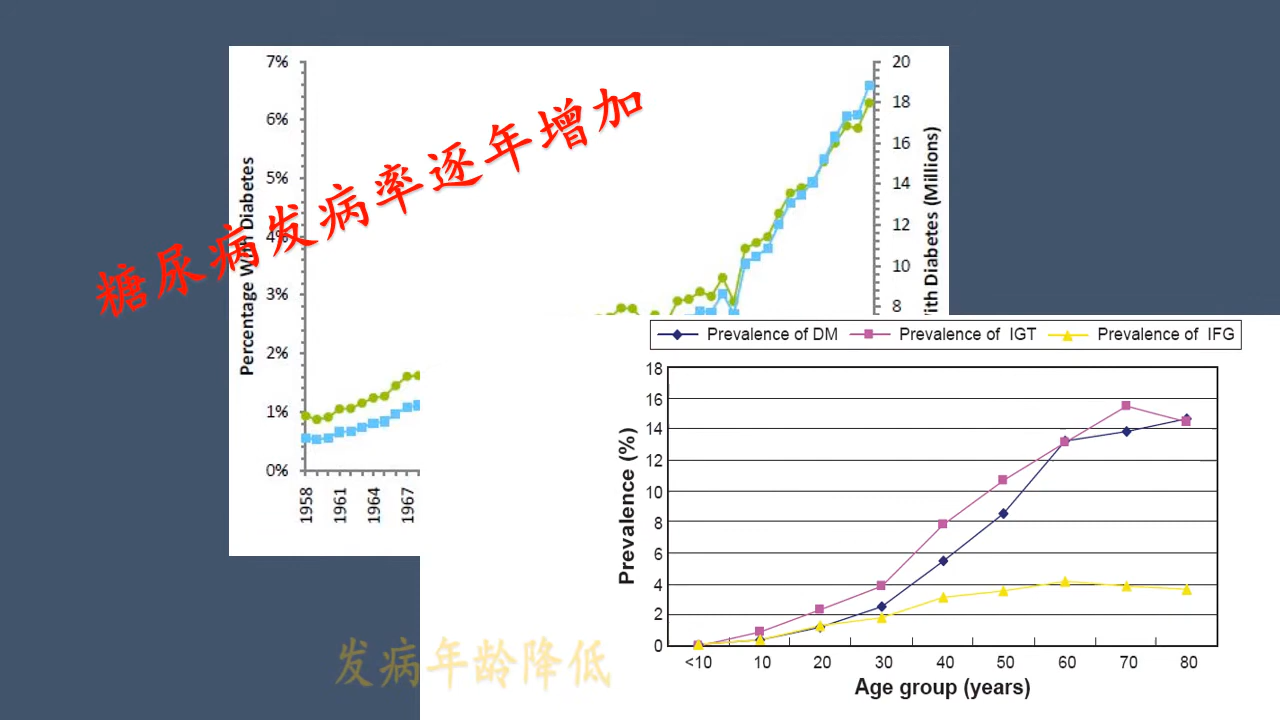 糖尿病发病率逐年增加
Percentage With Diabetes
7%
6%
5%
4%
3%
2%
1%
0%
1958
1961
1964
1967
20
18
16
14
12
10
8
ith Diabetes (Millions)
Prevalence of DM
Prevalence of IGT
Prevalence of IFG
Prevalence (%)
18
16
14
12
10
8
6
4
2
0
<10 10 20 30 40 50 60 70 80
Age group (years)
发病年龄降低